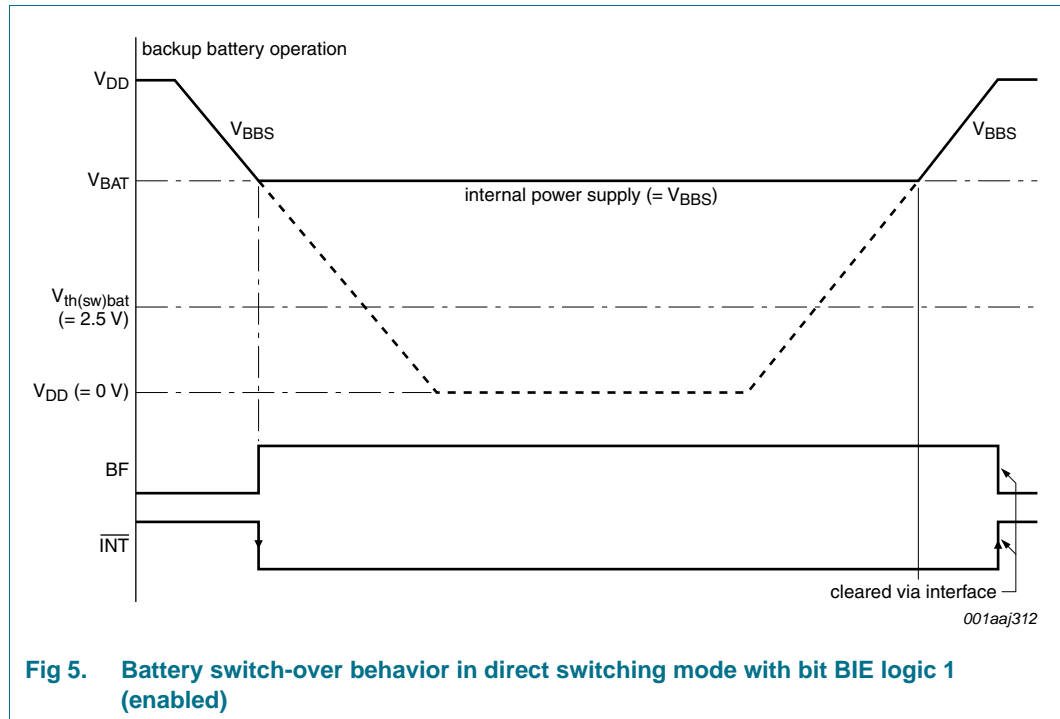 backup battery operation
VDD
VBBS
VBBS
VBAT
internal power supply (= VBBS)
Vth(sw)bat
(= 2.5 V)
VDD (= 0 V)
BF
INT
cleared via interface
001aaj312
Fig 5. Battery switch-over behavior in direct switching mode with bit BIE logic 1
(enabled)